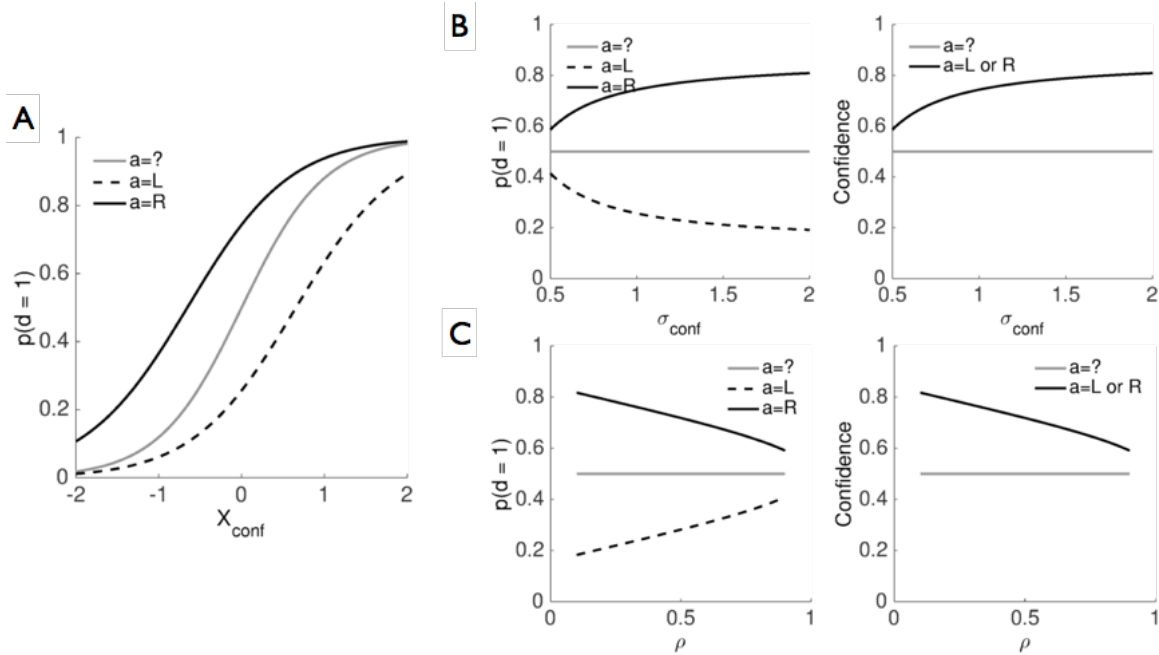 A
p(d = 1)
1
0.8
0.6
0.4
0.2
0
a=?
a=L
a=R
-2
-1
0
1
2
X_conf
B
p(d = 1)
1
0.8
0.6
0.4
0.2
0
a=?
a=L
a=R
0.5
1
1.5
2
σ_conf
Confidence
1
0.8
0.6
0.4
0.2
0
a=?
a=L or R
0.5
1
1.5
2
σ_conf
C
p(d = 1)
1
0.8
0.6
0.4
0.2
0
a=?
a=L
a=R
0
0.5
1
ρ
Confidence
1
0.8
0.6
0.4
0.2
0
a=?
a=L or R
0
0.5
1
ρ